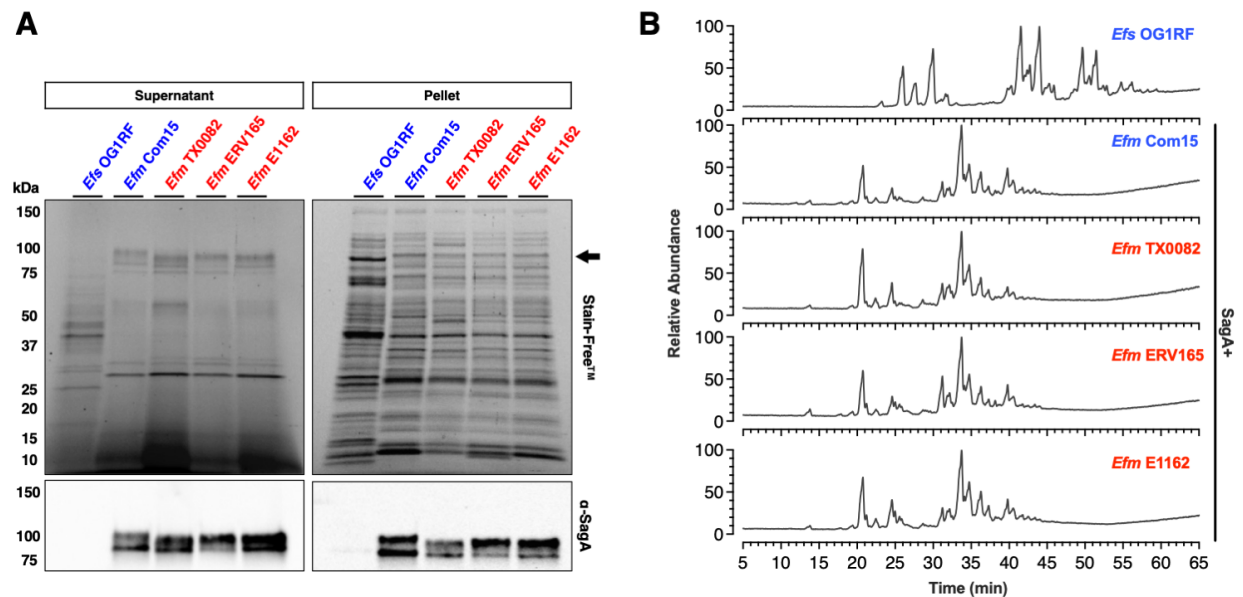 A
Supernatant
Pellet
Efs OG1RF
Efm Com15
Efm TX0082
Efm ERV165
Efm E1162
Efs OG1RF
Efm Com15
Efm TX0082
Efm ERV165
Efm E1162
kDa
150
100
75
50
37
25
20
15
10
Stain-Free™
150
100
75
α-SagA
B
Relative Abundance
100
50
0
Efs OG1RF
100
50
0
Efm Com15
100
50
0
Efm TX0082
100
50
0
Efm ERV165
100
50
0
Efm E1162
SagA+
5 10 15 20 25 30 35 40 45 50 55 60 65
Time (min)